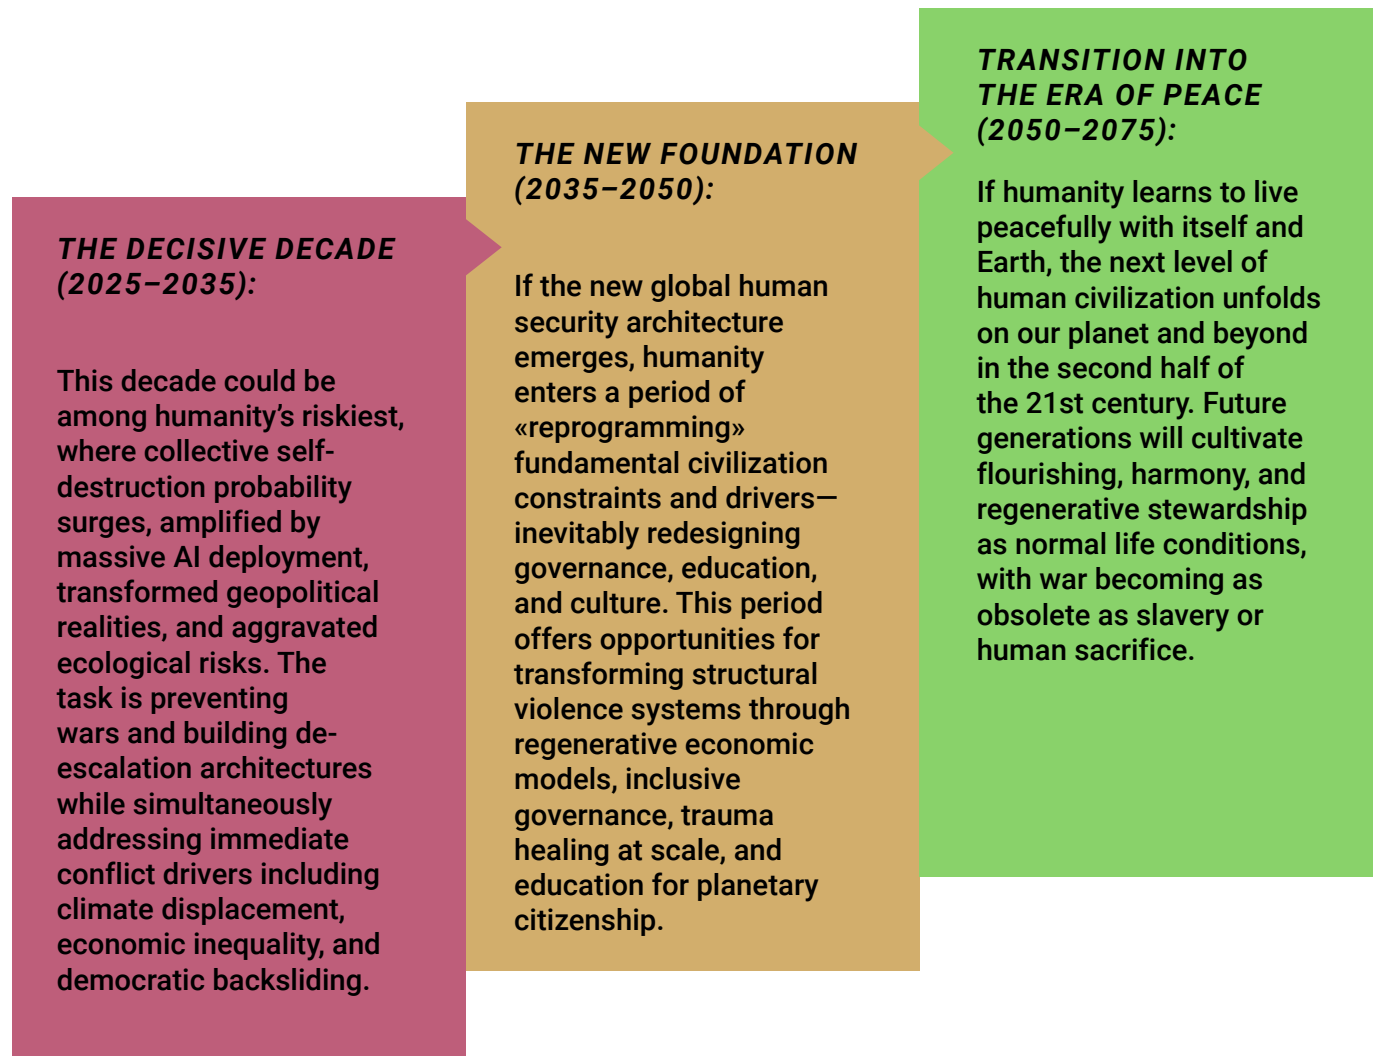 THE DECISIVE DECADE
(2025–2035):
This decade could be
among humanity’s riskiest,
where collective self-
destruction probability
surges, amplified by
massive AI deployment,
transformed geopolitical
realities, and aggravated
ecological risks. The
task is preventing
wars and building de-
escalation architectures
while simultaneously
addressing immediate
conflict drivers including
climate displacement,
economic inequality, and
democratic backsliding.
THE NEW FOUNDATION
(2035–2050):
If the new global human
security architecture
emerges, humanity
enters a period of
«reprogramming»
fundamental civilization
constraints and drivers—
inevitably redesigning
governance, education,
and culture. This period
offers opportunities for
transforming structural
violence systems through
regenerative economic
models, inclusive
governance, trauma
healing at scale, and
education for planetary
citizenship.
TRANSITION INTO
THE ERA OF PEACE
(2050–2075):
If humanity learns to live
peacefully with itself and
Earth, the next level of
human civilization unfolds
on our planet and beyond
in the second half of
the 21st century. Future
generations will cultivate
flourishing, harmony, and
regenerative stewardship
as normal life conditions,
with war becoming as
obsolete as slavery or
human sacrifice.